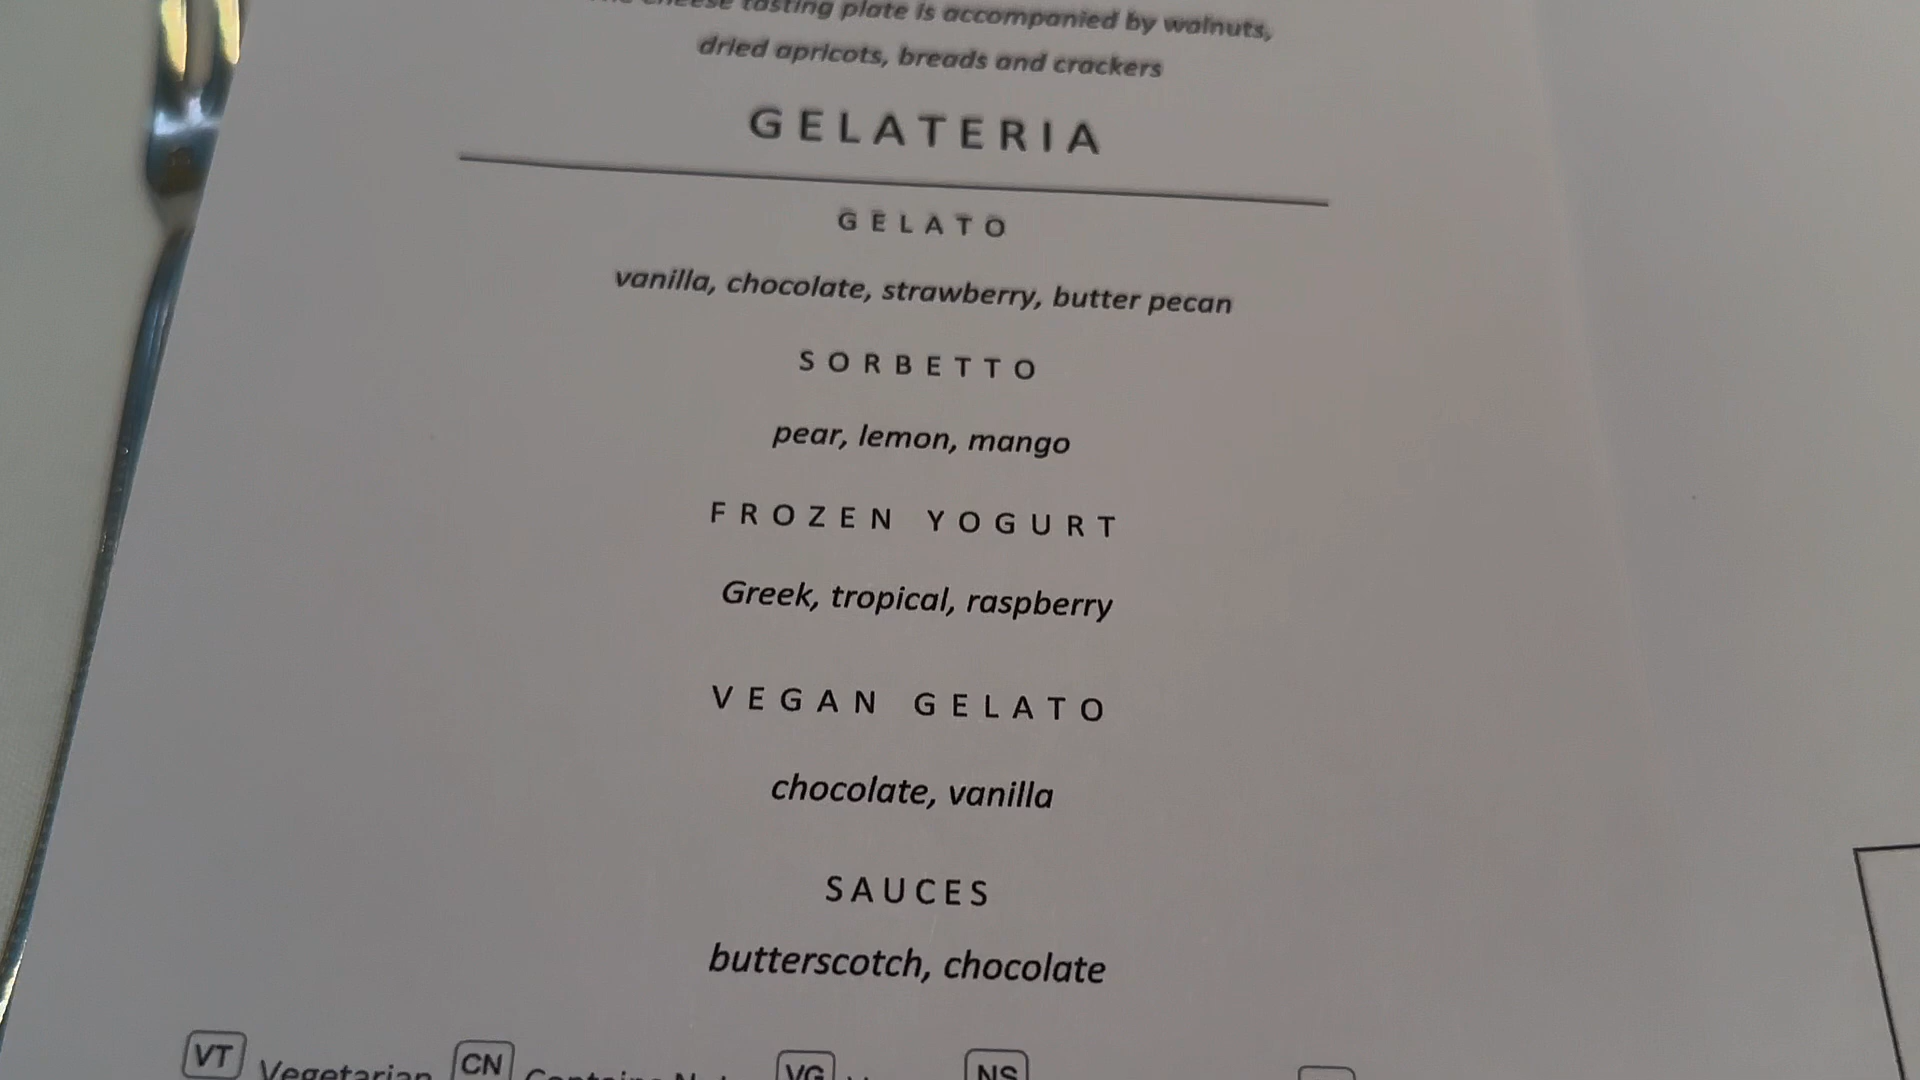 cheese tasting plate is accompanied by walnuts,
dried apricots, breads and crackers
GELATERIA
GELATO
vanilla, chocolate, strawberry, butter pecan
SORBETTO
pear, lemon, mango
FROZEN YOGURT
Greek, tropical, raspberry
VEGAN GELATO
chocolate, vanilla
SAUCES
butterscotch, chocolate
VT Vegetarian CN Contains VG NS